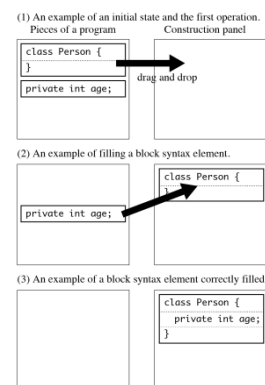 (1) An example of an initial state and the first operation.
Pieces of a program Construction panel
class Person {
}
private int age;
drag and drop
(2) An example of filling a block syntax element.
class Person {
}
private int age;
(3) An example of a block syntax element correctly filled
class Person {
private int age;
}